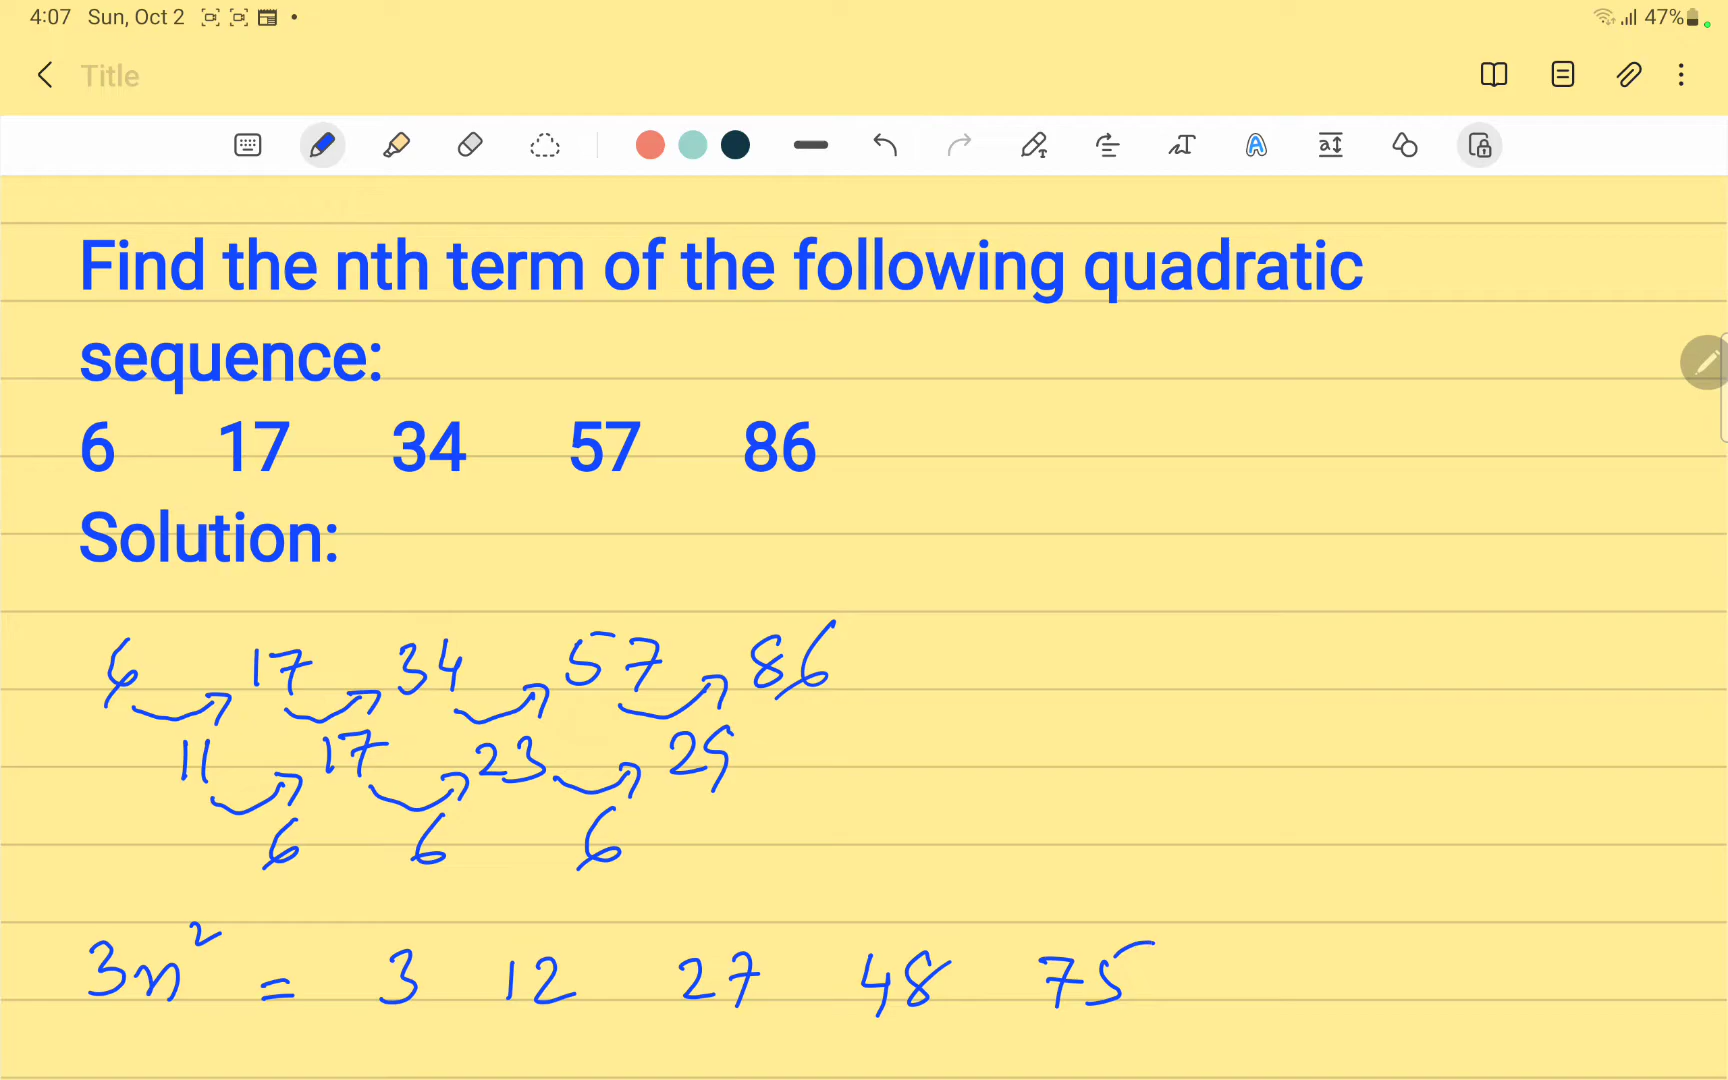 4:07 Sun, Oct 2 47%
Title
Find the nth term of the following quadratic
sequence:
6 17 34 57 86
Solution:
6 17 34 57 86
11 17 23 29
6 6 6
3n² = 3 12 27 48 75